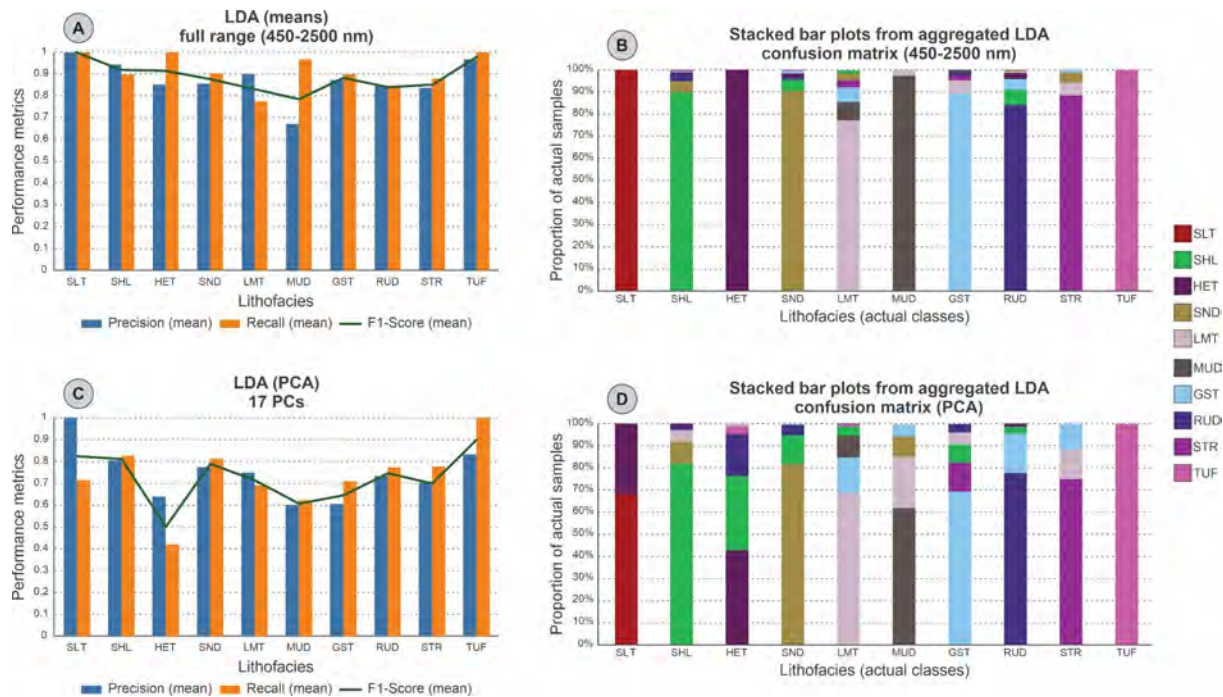 A
LDA (means)
full range (450-2500 nm)
Performance metrics
1
0.9
0.8
0.7
0.6
0.5
0.4
0.3
0.2
0.1
0
SLT SHL HET SND LMT MUD GST RUD STR TUF
Lithofacies
Precision (mean) Recall (mean) F1-Score (mean)
B
Stacked bar plots from aggregated LDA
confusion matrix (450-2500 nm)
Proportion of actual samples
100%
90%
80%
70%
60%
50%
40%
30%
20%
10%
0%
SLT SHL HET SND LMT MUD GST RUD STR TUF
Lithofacies (actual classes)
SLT
SHL
HET
SND
LMT
MUD
GST
RUD
STR
TUF
C
LDA (PCA)
17 PCs
Performance metrics
1
0.9
0.8
0.7
0.6
0.5
0.4
0.3
0.2
0.1
0
SLT SHL HET SND LMT MUD GST RUD STR TUF
Lithofacies
Precision (mean) Recall (mean) F1-Score (mean)
D
Stacked bar plots from aggregated LDA
confusion matrix (PCA)
Proportion of actual samples
100%
90%
80%
70%
60%
50%
40%
30%
20%
10%
0%
SLT SHL HET SND LMT MUD GST RUD STR TUF
Lithofacies (actual classes)